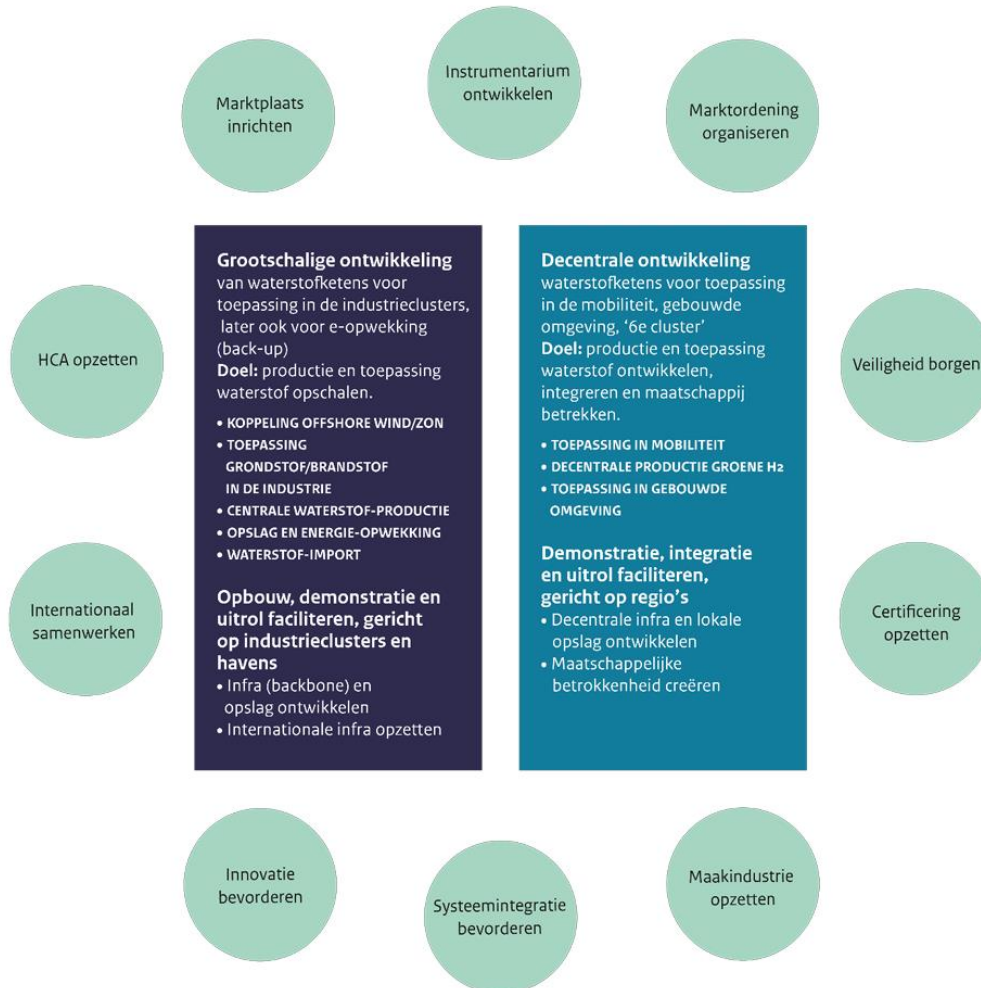 Instrumentarium
ontwikkelen
Marktplaats
inrichten
Marktordening
organiseren
HCA opzetten
Grootschalige ontwikkeling
van waterstofketens voor
toepassing in de industrieclusters,
later ook voor e-opwekking
(back-up)
Doel: productie en toepassing
waterstof opschalen.
• KOPPELING OFFSHORE WIND/ZON
• TOEPASSING
GRONDSTOF/BRANDSTOF
IN DE INDUSTRIE
• CENTRALE WATERSTOF-PRODUCTIE
• OPSLAG EN ENERGIE-OPWEKKING
• WATERSTOF-IMPORT
Opbouw, demonstratie en
uitrol faciliteren, gericht
op industrieclusters en
havens
• Infra (backbone) en
opslag ontwikkelen
• Internationale infra opzetten
Decentrale ontwikkeling
waterstofketens voor toepassing
in de mobiliteit, gebouwde
omgeving, ‘6e cluster’
Doel: productie en toepassing
waterstof ontwikkelen,
integreren en maatschappij
betrekken.
• TOEPASSING IN MOBILITEIT
• DECENTRALE PRODUCTIE GROENE H2
• TOEPASSING IN GEBOUWDE
OMGEVING
Demonstratie, integratie
en uitrol faciliteren,
gericht op regio’s
• Decentrale infra en lokale
opslag ontwikkelen
• Maatschappelijke
betrokkenheid creëren
Veiligheid borgen
Internationaal
samenwerken
Certificering
opzetten
Innovatie
bevorderen
Systeemintegratie
bevorderen
Maakindustrie
opzetten